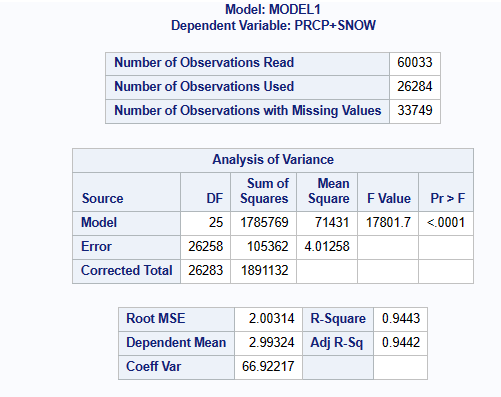 Model: MODEL1
Dependent Variable: PRCP+SNOW
Number of Observations Read 60033
Number of Observations Used 26284
Number of Observations with Missing Values 33749
Analysis of Variance
Source DF Sum of Squares Mean Square F Value Pr > F
Model 25 1785769 71431 17801.7 <.0001
Error 26258 105362 4.01258
Corrected Total 26283 1891132
Root MSE 2.00314 R-Square 0.9443
Dependent Mean 2.99324 Adj R-Sq 0.9442
Coeff Var 66.92217